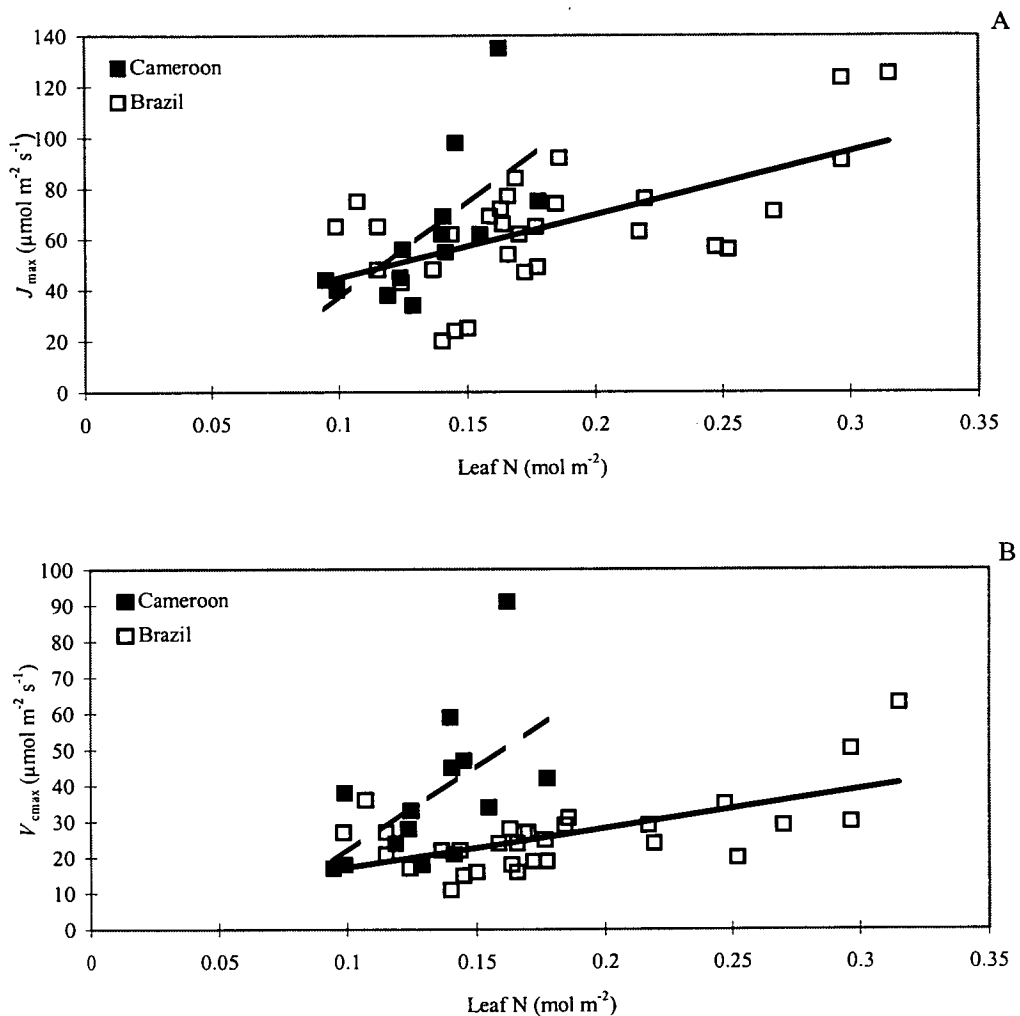 A
140
120
100
80
60
40
20
0
J max (μmol m-2 s-1)
Cameroon
Brazil
0 0.05 0.1 0.15 0.2 0.25 0.3 0.35
Leaf N (mol m-2)
B
100
90
80
70
60
50
40
30
20
10
0
V cmax (μmol m-2 s-1)
Cameroon
Brazil
0 0.05 0.1 0.15 0.2 0.25 0.3 0.35
Leaf N (mol m-2)